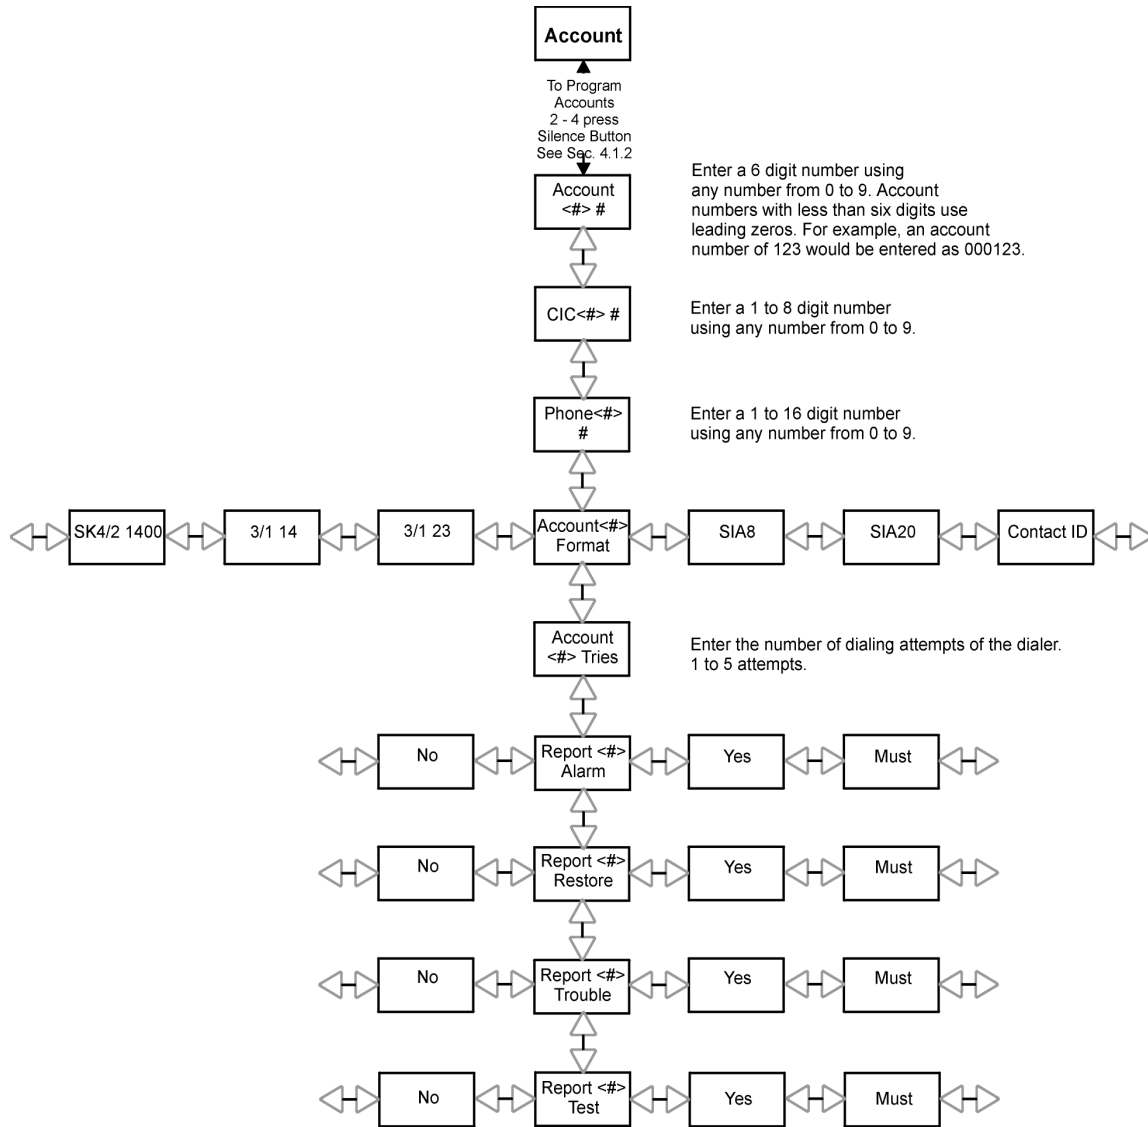 Account
To Program
Accounts
2 - 4 press
Silence Button
See Sec. 4.1.2
Account
<#> #
Enter a 6 digit number using
any number from 0 to 9. Account
numbers with less than six digits use
leading zeros. For example, an account
number of 123 would be entered as 000123.
CIC<#> #
Enter a 1 to 8 digit number
using any number from 0 to 9.
Phone<#>
#
Enter a 1 to 16 digit number
using any number from 0 to 9.
SK4/2 1400
3/1 14
3/1 23
Account<#>
Format
SIA8
SIA20
Contact ID
Account
<#> Tries
Enter the number of dialing attempts of the dialer.
1 to 5 attempts.
No
Report <#>
Alarm
Yes
Must
No
Report <#>
Restore
Yes
Must
No
Report <#>
Trouble
Yes
Must
No
Report <#>
Test
Yes
Must